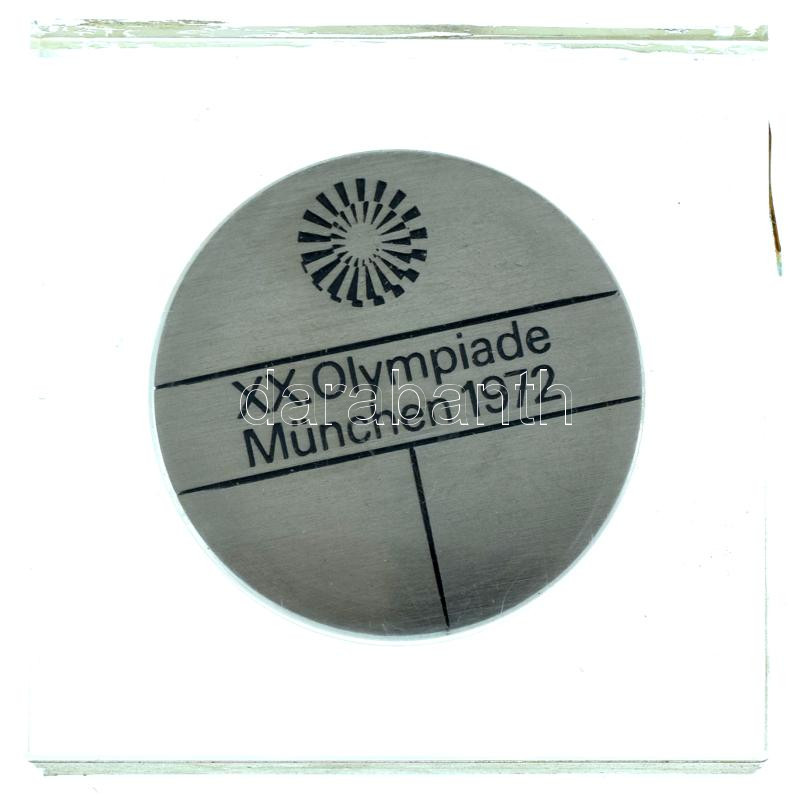 XX. Olympiade
München 1972
darabanth